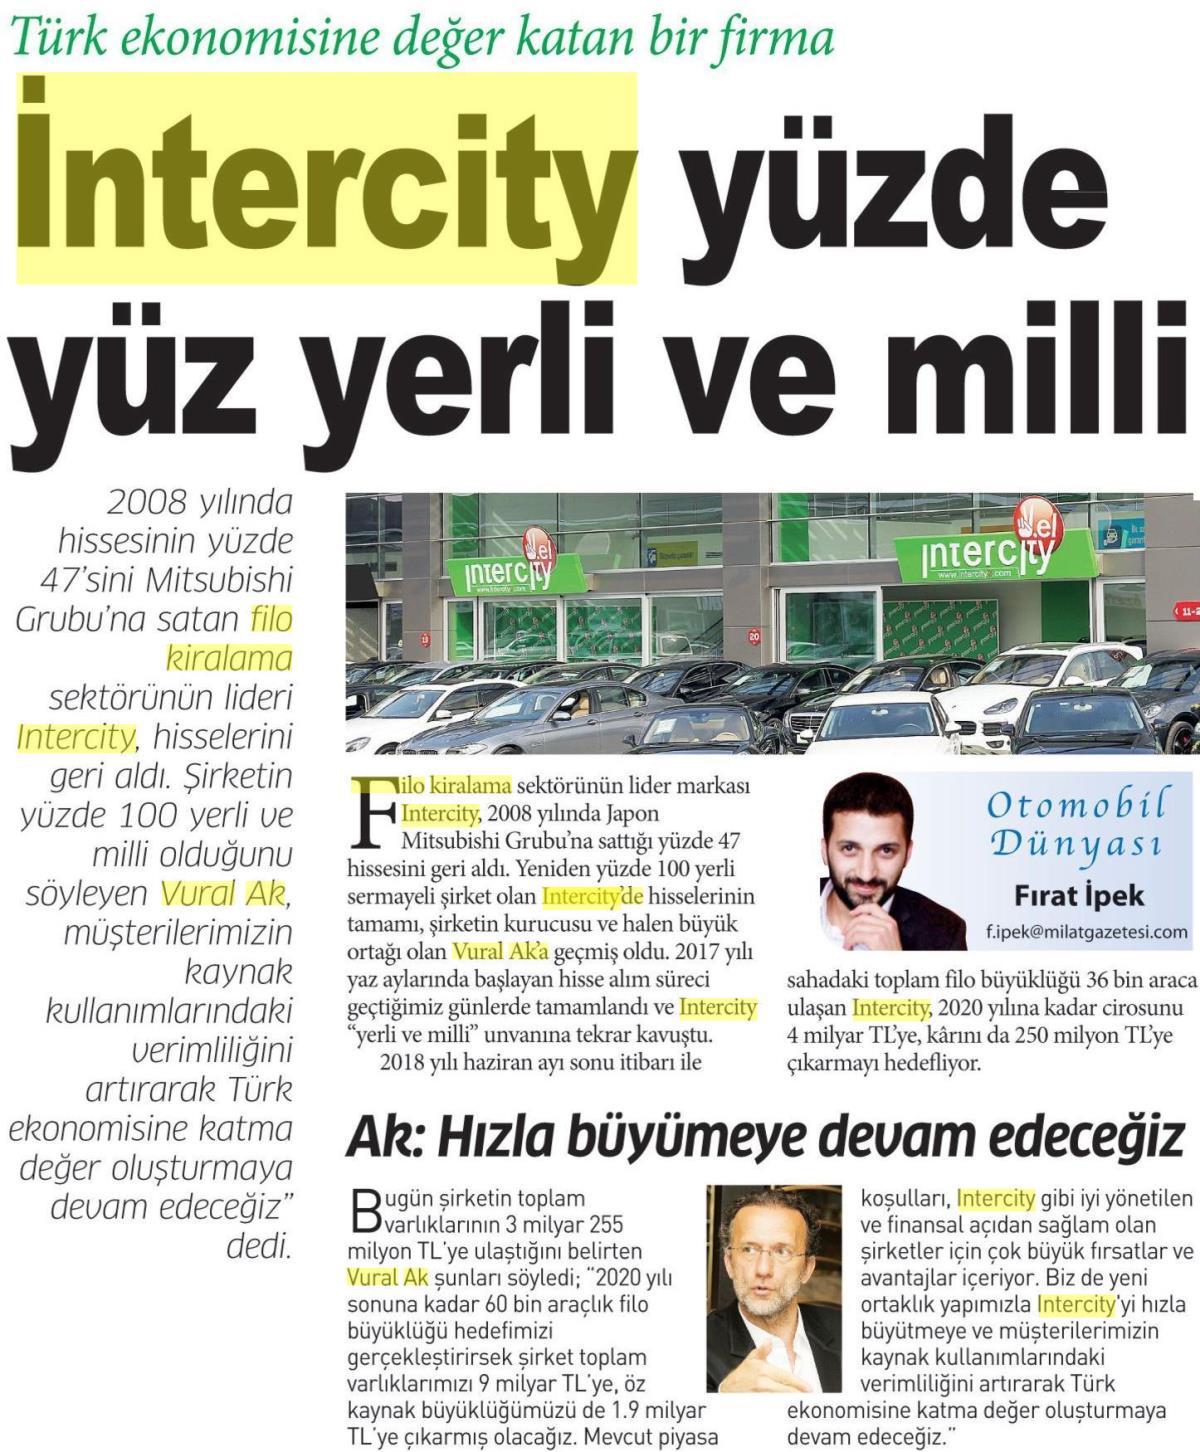 Türk ekonomisine değer katan bir firma
İntercity yüzde
yüz yerli ve milli
2008 yılında
hissesinin yüzde
47'sini Mitsubishi
Grubu'na satan filo
kiralama
sektörünün lideri
Intercity, hisselerini
geri aldı. Şirketin
yüzde 100 yerli ve
milli olduğunu
söyleyen Vural Ak,
müşterilerimizin
kaynak
kullanımlarındaki
verimliliğini
artırarak Türk
ekonomisine katma
değer oluşturmaya
devam edeceğiz”
dedi.
2.el
intercity
www.intercity.com
2.el
intercity
www.intercity.com
19
20
Filo kiralama sektörünün lider markası
Intercity, 2008 yılında Japon
Mitsubishi Grubu'na sattığı yüzde 47
hissesini geri aldı. Yeniden yüzde 100 yerli
sermayeli şirket olan Intercity'de hisselerinin
tamamı, şirketin kurucusu ve halen büyük
ortağı olan Vural Ak'a geçmiş oldu. 2017 yılı
yaz aylarında başlayan hisse alım süreci
geçtiğimiz günlerde tamamlandı ve Intercity
“yerli ve milli” unvanına tekrar kavuştu.
2018 yılı haziran ayı sonu itibarı ile
Otomobil
Dünyası
Fırat İpek
f.ipek@milatgazetesi.com
sahadaki toplam filo büyüklüğü 36 bin araca
ulaşan Intercity, 2020 yılına kadar cirosunu
4 milyar TL'ye, kârını da 250 milyon TL'ye
çıkarmayı hedefliyor.
Ak: Hızla büyümeye devam edeceğiz
Bugün şirketin toplam
varlıklarının 3 milyar 255
milyon TL'ye ulaştığını belirten
Vural Ak şunları söyledi; “2020 yılı
sonuna kadar 60 bin araçlık filo
büyüklüğü hedefimizi
gerçekleştirirsek şirket toplam
varlıklarımızı 9 milyar TL'ye, öz
kaynak büyüklüğümüzü de 1.9 milyar
TL'ye çıkarmış olacağız. Mevcut piyasa
koşulları, Intercity gibi iyi yönetilen
ve finansal açıdan sağlam olan
şirketler için çok büyük fırsatlar ve
avantajlar içeriyor. Biz de yeni
ortaklık yapımızla Intercity'yi hızla
büyütmeye ve müşterilerimizin
kaynak kullanımlarındaki
verimliliğini artırarak Türk
ekonomisine katma değer oluşturmaya
devam edeceğiz.”